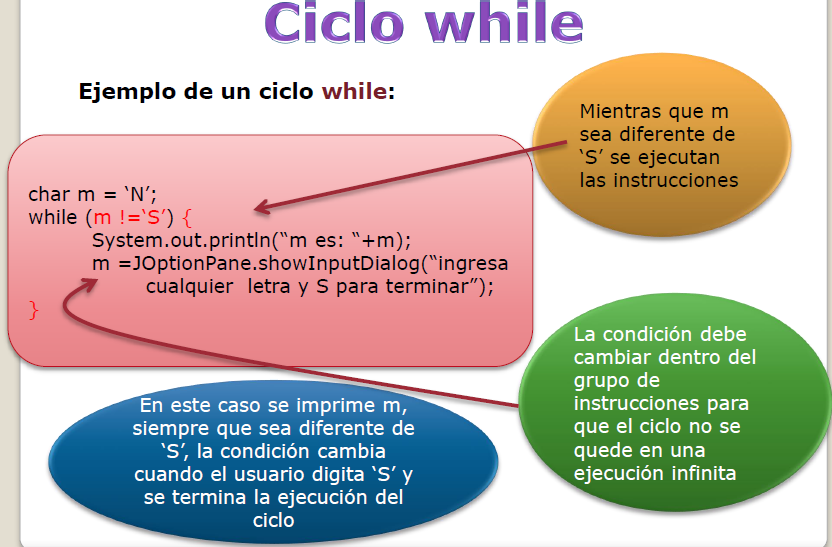 Ciclo while
Ejemplo de un ciclo while:
Mientras que m
sea diferente de
‘S’ se ejecutan
las instrucciones
char m = ‘N’;
while (m !=‘S’) {
System.out.println(“m es: “+m);
m =JOptionPane.showInputDialog(“ingresa
cualquier letra y S para terminar”);
}
La condición debe
cambiar dentro del
grupo de
instrucciones para
que el ciclo no se
quede en una
ejecución infinita
En este caso se imprime m,
siempre que sea diferente de
‘S’, la condición cambia
cuando el usuario digita ‘S’ y
se termina la ejecución del
ciclo